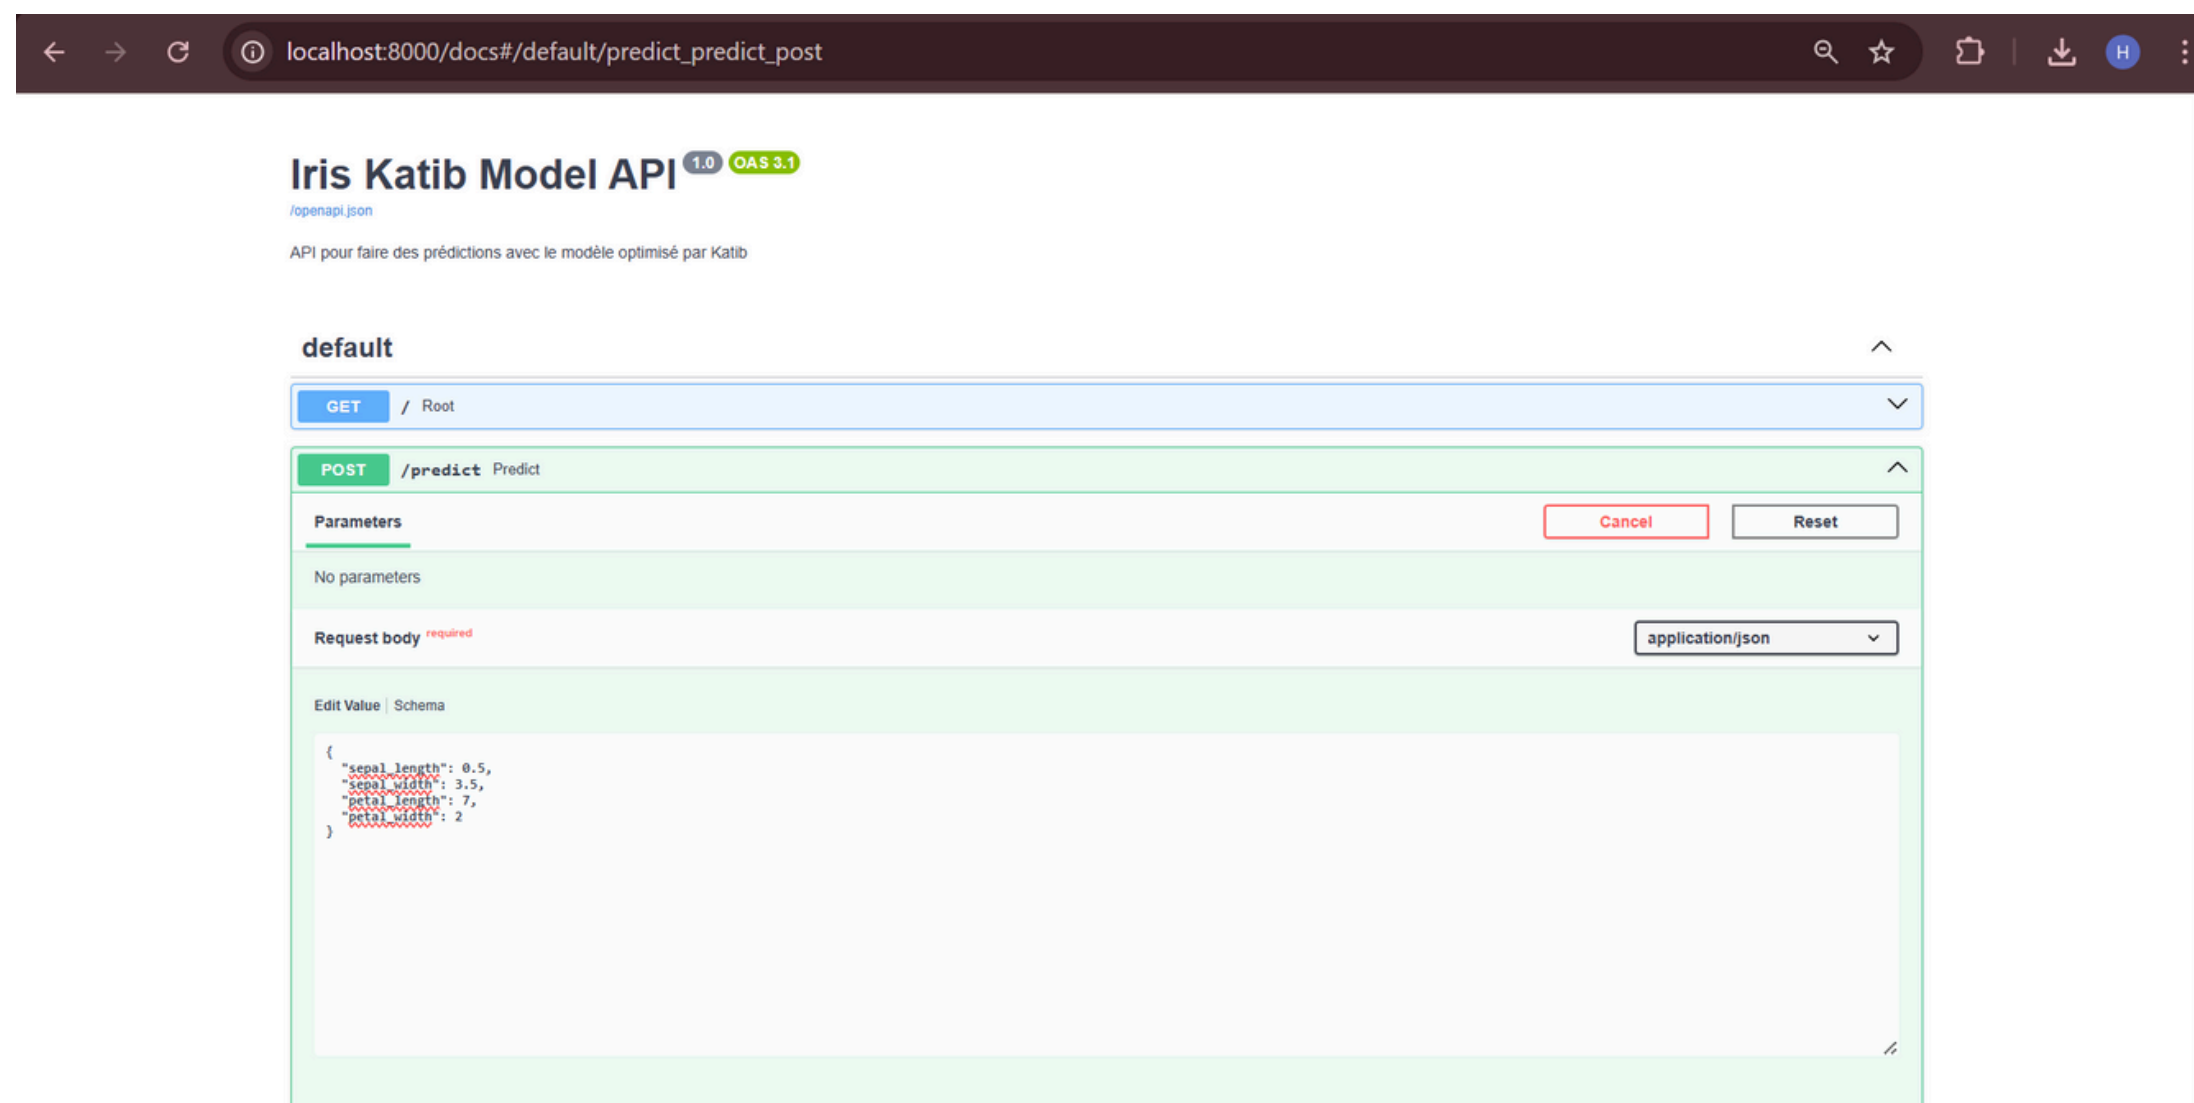 localhost:8000/docs#/default/predict_predict_post
H
Iris Katib Model API 1.0 OAS 3.1
/openapi.json
API pour faire des prédictions avec le modèle optimisé par Katib
default
GET / Root
POST /predict Predict
Parameters Cancel Reset
No parameters
Request body required application/json
Edit Value | Schema
{
"sepal_length": 0.5,
"sepal_width": 3.5,
"petal_length": 7,
"petal_width": 2
}